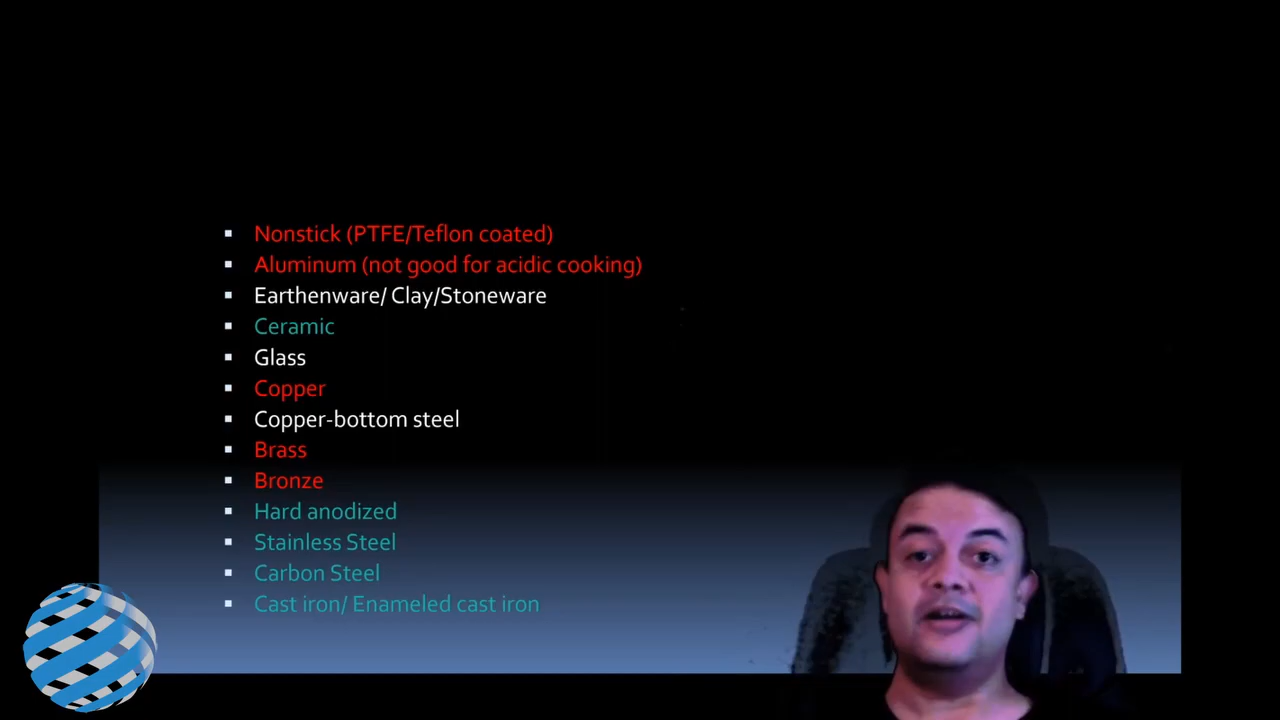 Nonstick (PTFE/Teflon coated)
Aluminum (not good for acidic cooking)
Earthenware/ Clay/Stoneware
Ceramic
Glass
Copper
Copper-bottom steel
Brass
Bronze
Hard anodized
Stainless Steel
Carbon Steel
Cast iron/ Enameled cast iron